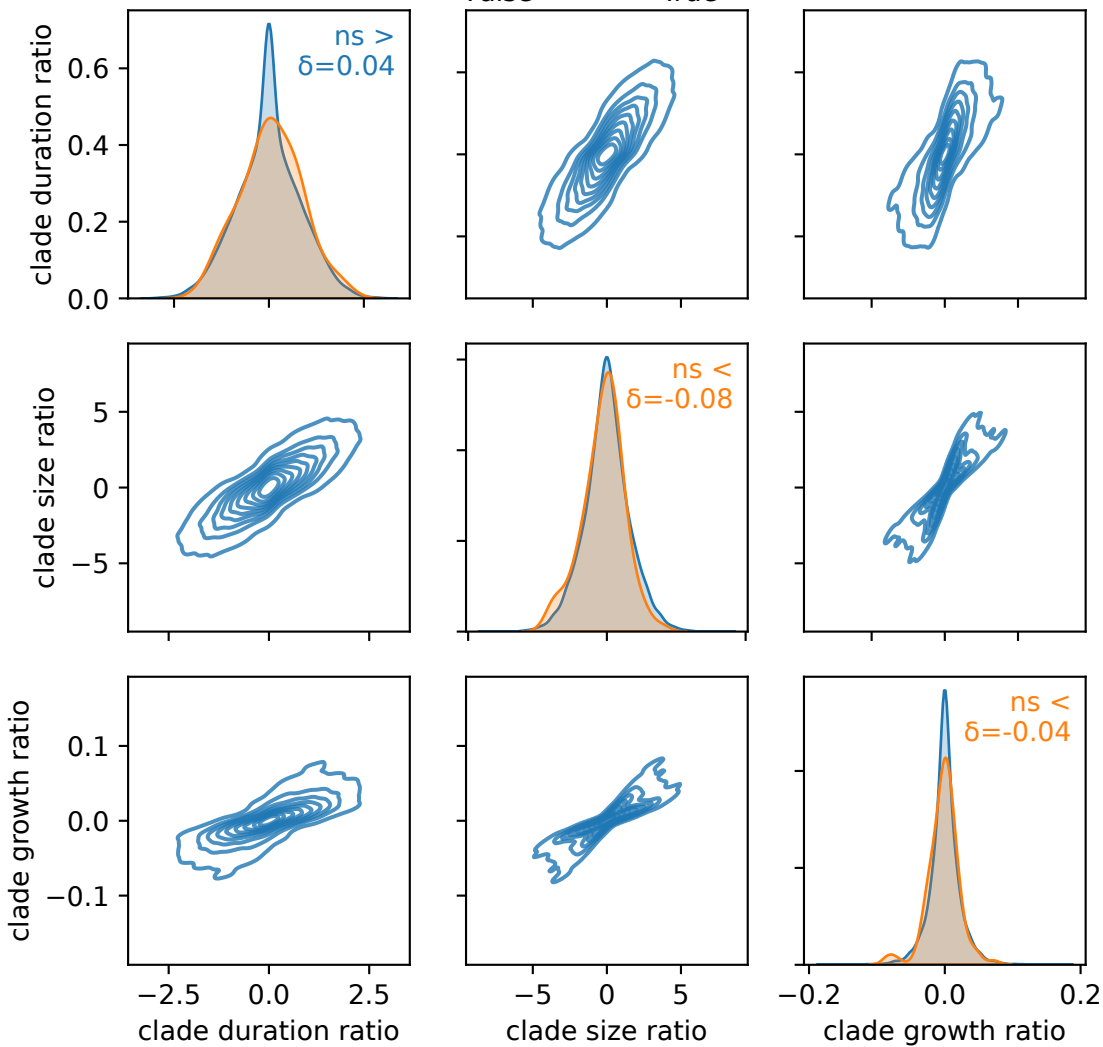 clade duration ratio
0.6
0.4
0.2
0.0
ns >
δ=0.04
clade size ratio
5
0
−5
ns <
δ=-0.08
clade growth ratio
0.1
0.0
−0.1
ns <
δ=-0.04
−2.5 0.0 2.5
−5 0 5
−0.2 0.0 0.2
clade duration ratio
clade size ratio
clade growth ratio